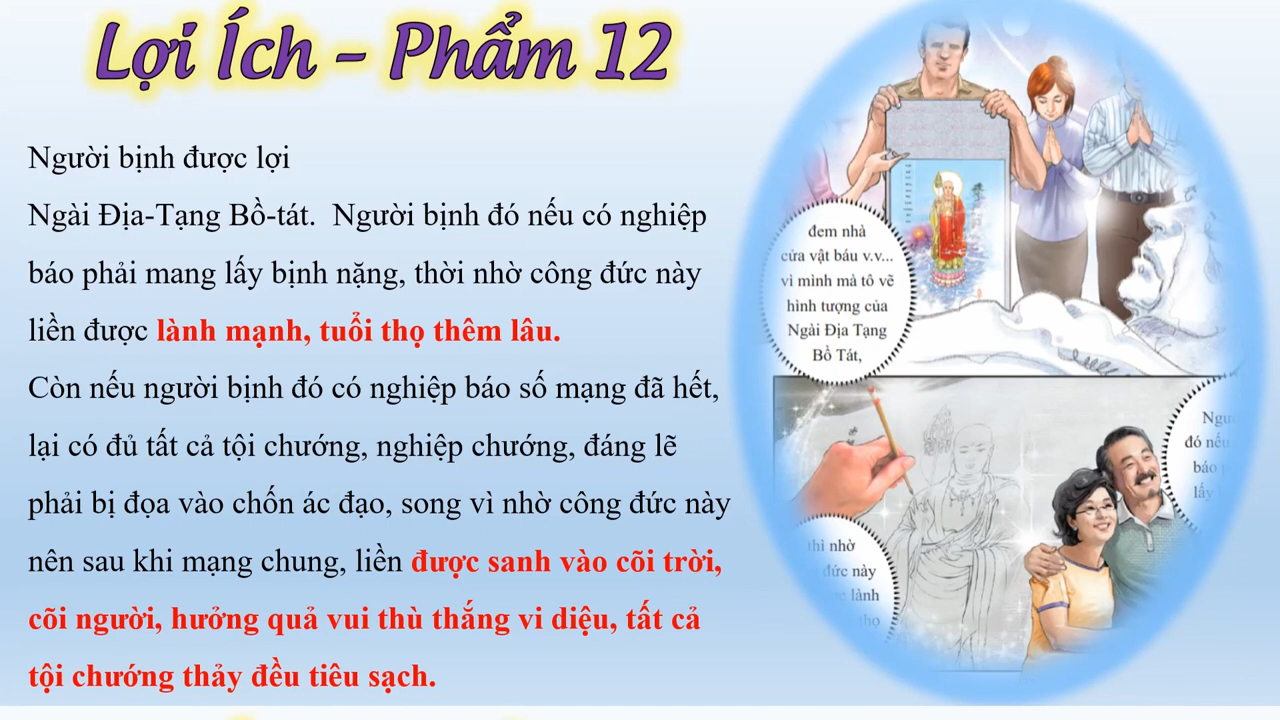 Lợi Ích - Phẩm 12
Người bịnh được lợi
Ngài Địa-Tạng Bồ-tát. Người bịnh đó nếu có nghiệp
báo phải mang lấy bịnh nặng, thời nhờ công đức này
liền được lành mạnh, tuổi thọ thêm lâu.
Còn nếu người bịnh đó có nghiệp báo số mạng đã hết,
lại có đủ tất cả tội chướng, nghiệp chướng, đáng lẽ
phải bị đọa vào chốn ác đạo, song vì nhờ công đức này
nên sau khi mạng chung, liền được sanh vào cõi trời,
cõi người, hưởng quả vui thù thắng vi diệu, tất cả
tội chướng thảy đều tiêu sạch.
đem nhà
cửa vật báu v.v...
vì mình mà tô vẽ
hình tượng của
Ngài Địa Tạng
Bồ Tát,
đó nếu
báo
lấy
thì nhờ
đức này
lành
thọ